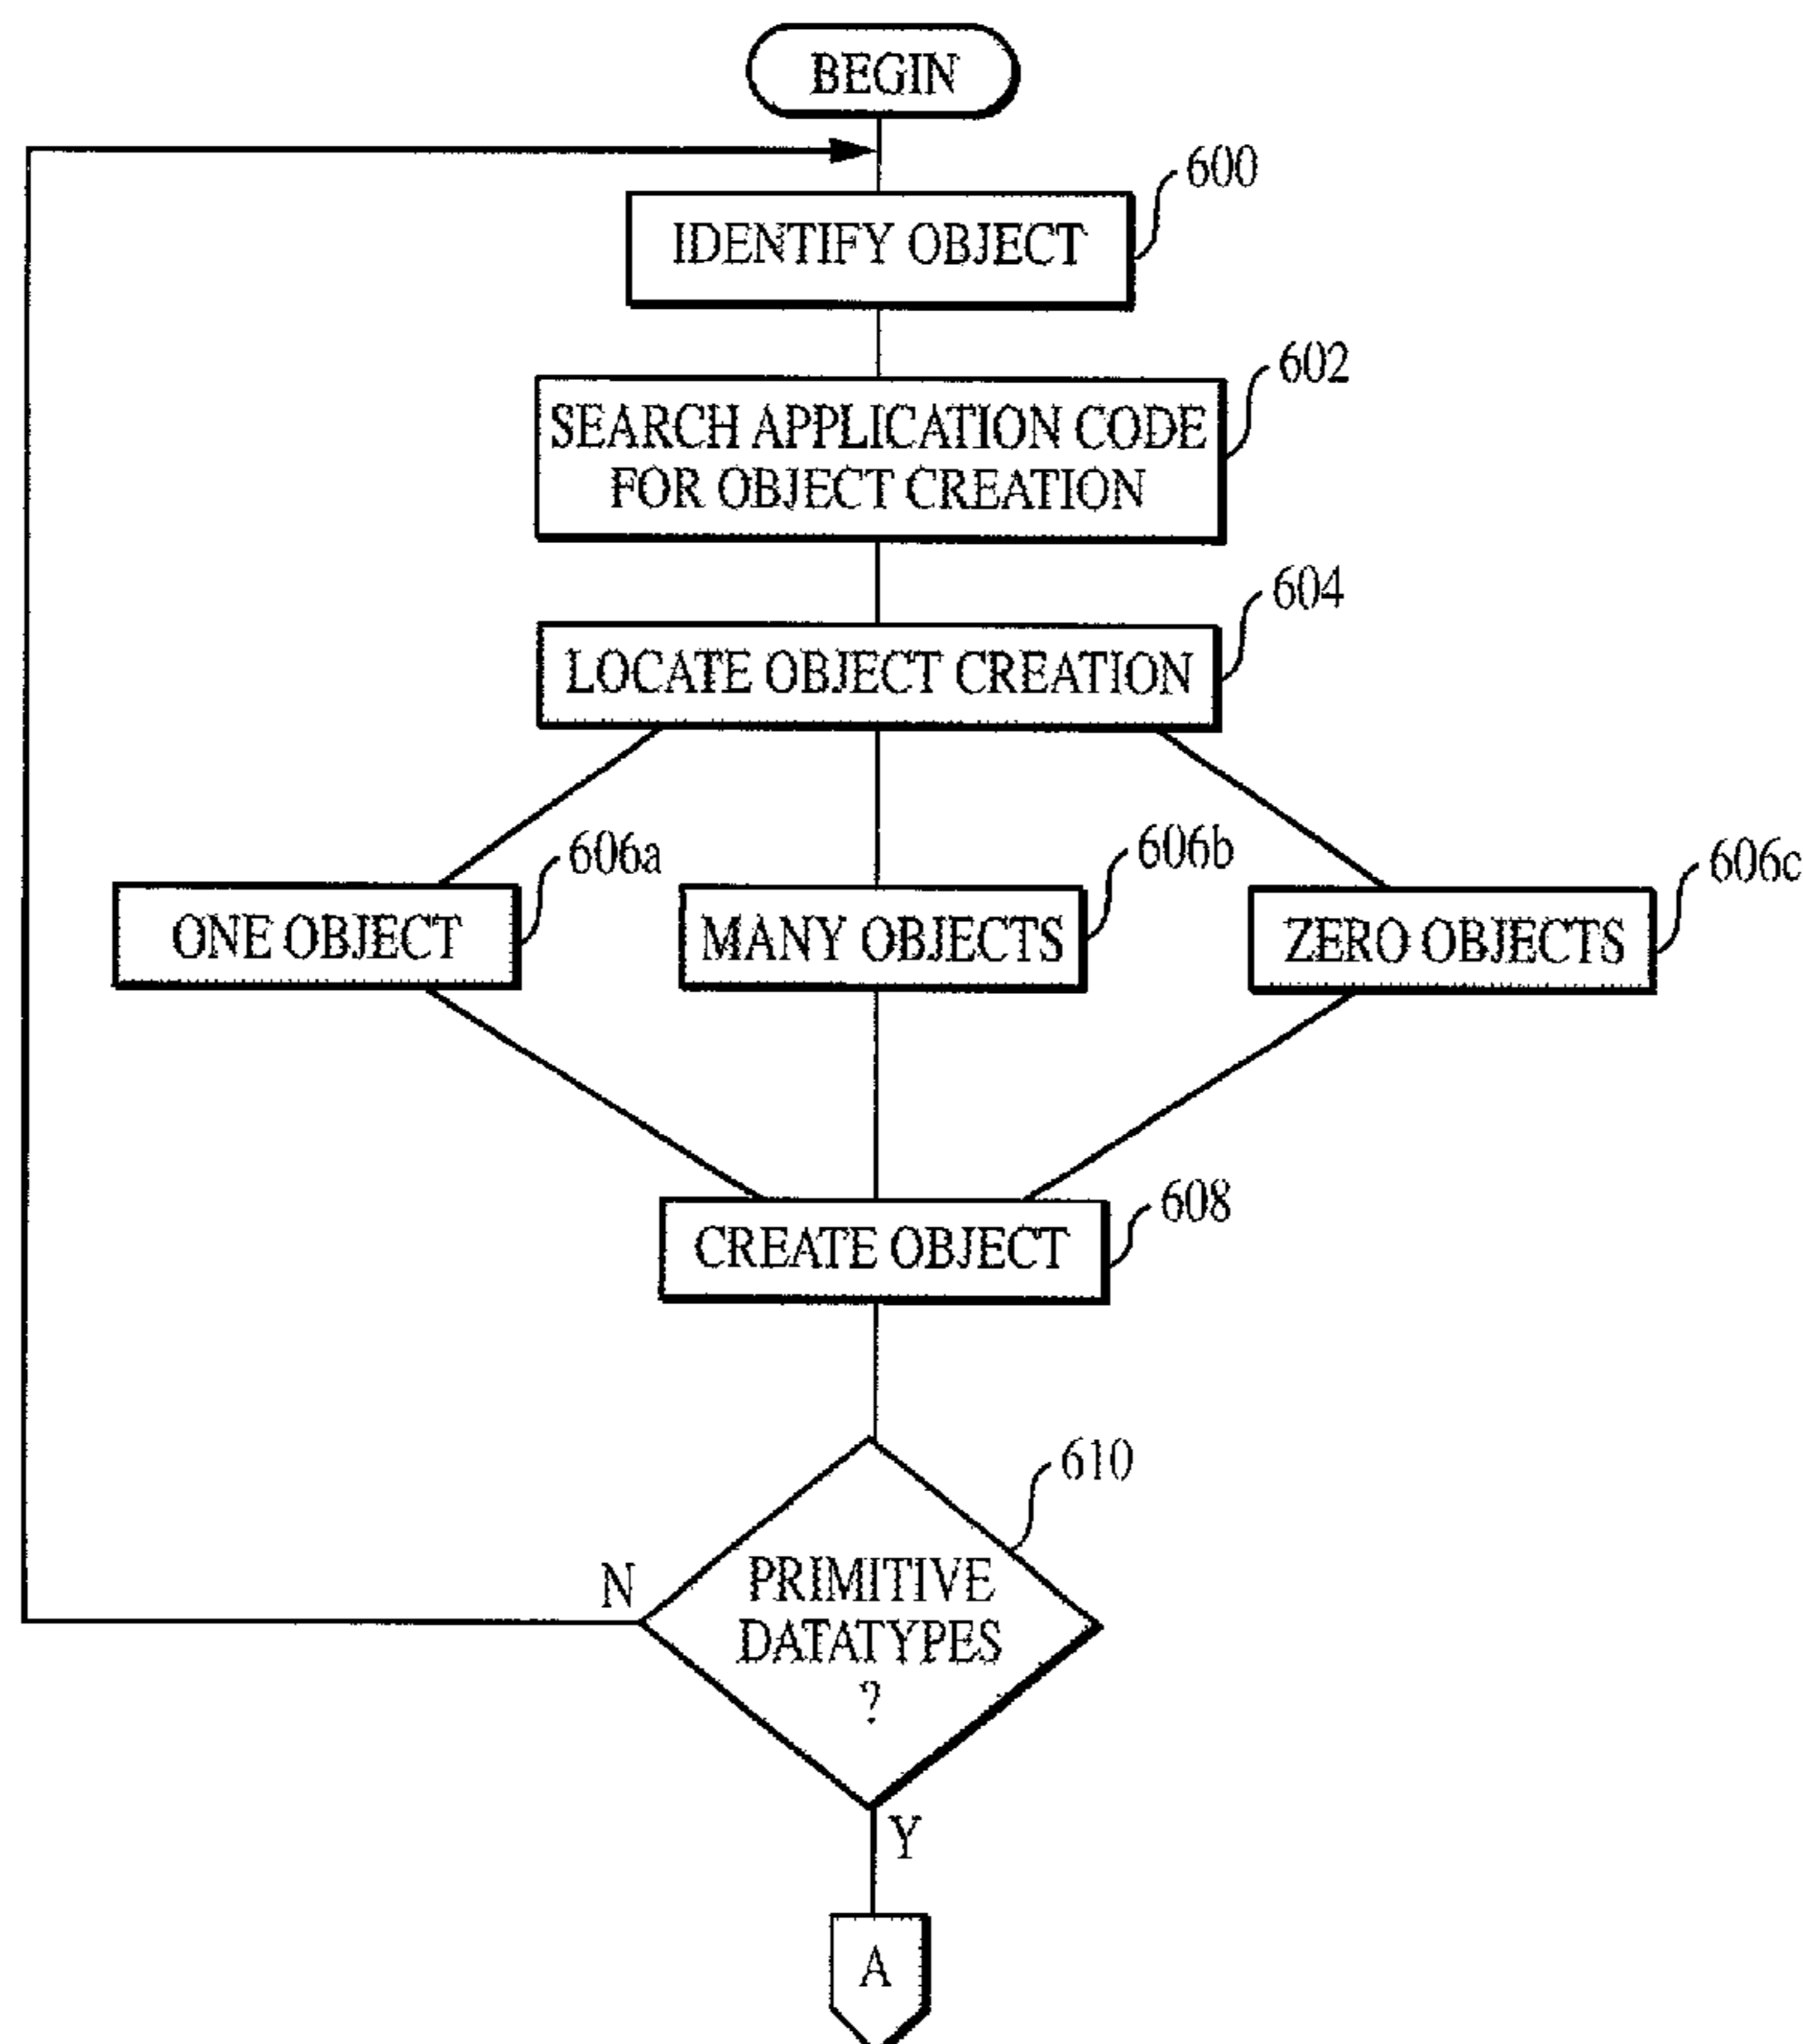 BEGIN
600
IDENTIFY OBJECT
602
SEARCH APPLICATION CODE
FOR OBJECT CREATION
604
LOCATE OBJECT CREATION
606a
606b
606c
ONE OBJECT
MANY OBJECTS
ZERO OBJECTS
608
CREATE OBJECT
610
N
PRIMITIVE
DATATYPES
?
Y
A